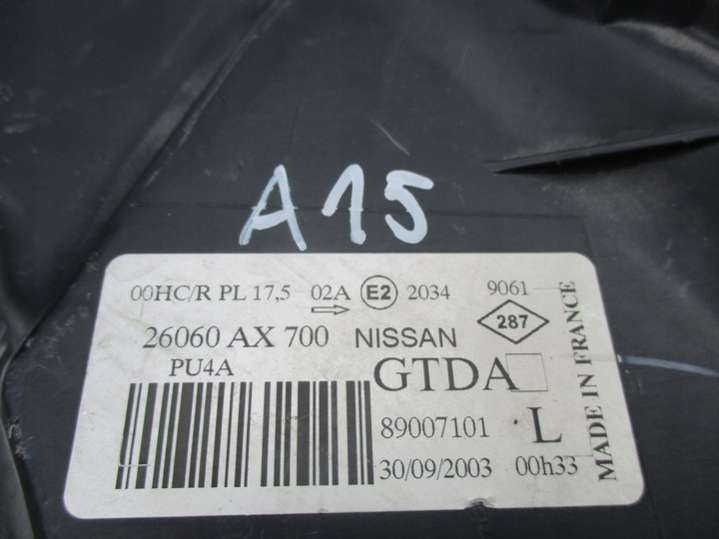 A15
00HC/R PL 17,5 02A E2 2034 9061
26060 AX 700 NISSAN 287
PU4A GTDA
89007101 L
30/09/2003 00h33
MADE IN FRANCE